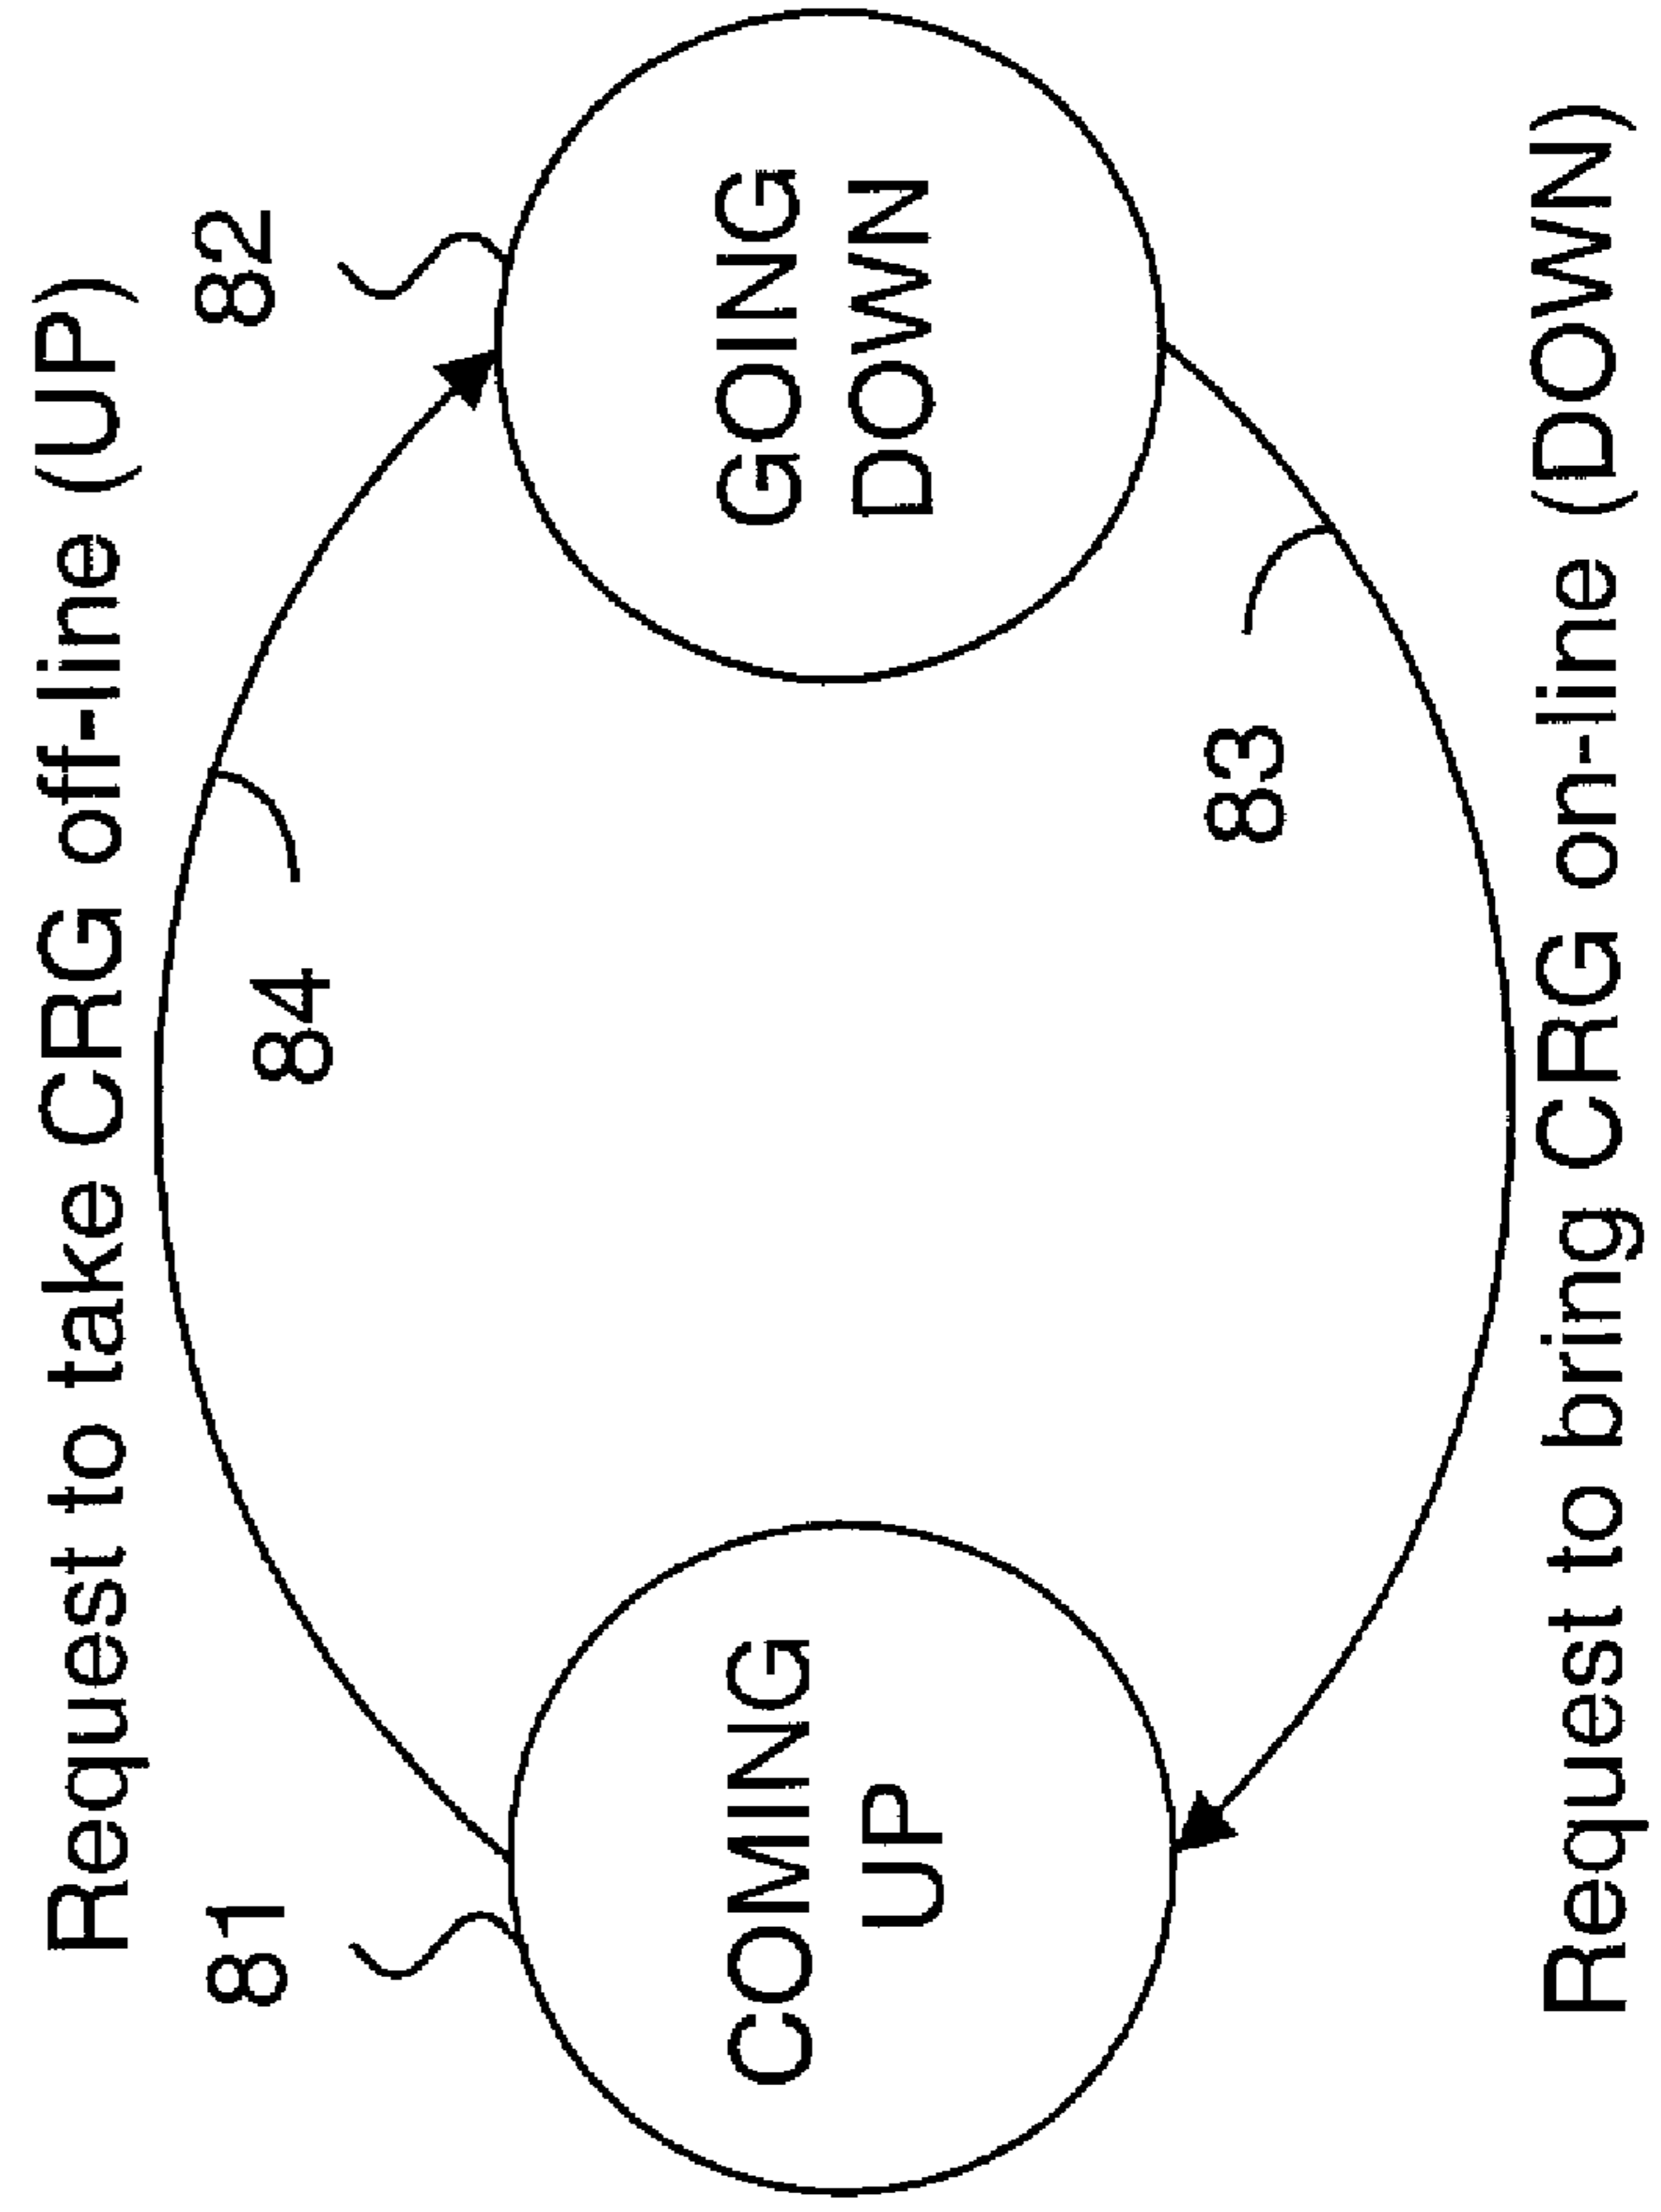 Request to take CRG off-line (UP)
81
82
84
COMING
UP
GOING
DOWN
83
Request to bring CRG on-line (DOWN)